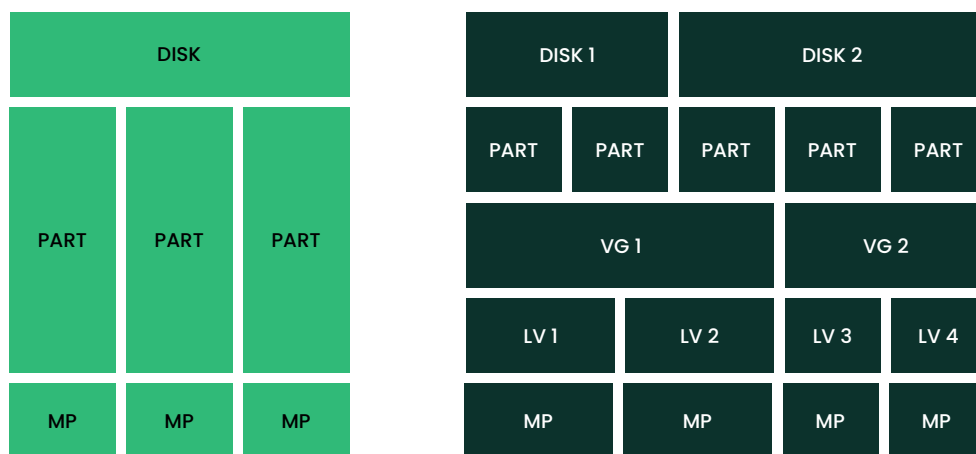 DISK
PART PART PART
MP MP MP
DISK 1 DISK 2
PART PART PART PART PART
VG 1 VG 2
LV 1 LV 2 LV 3 LV 4
MP MP MP MP